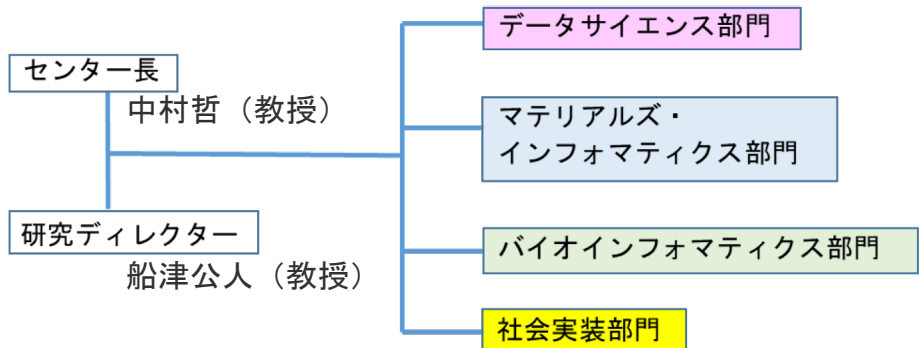 センター長
中村哲（教授）
研究ディレクター
船津公人（教授）
データサイエンス部門
マテリアルズ・
インフォマティクス部門
バイオインフォマティクス部門
社会実装部門